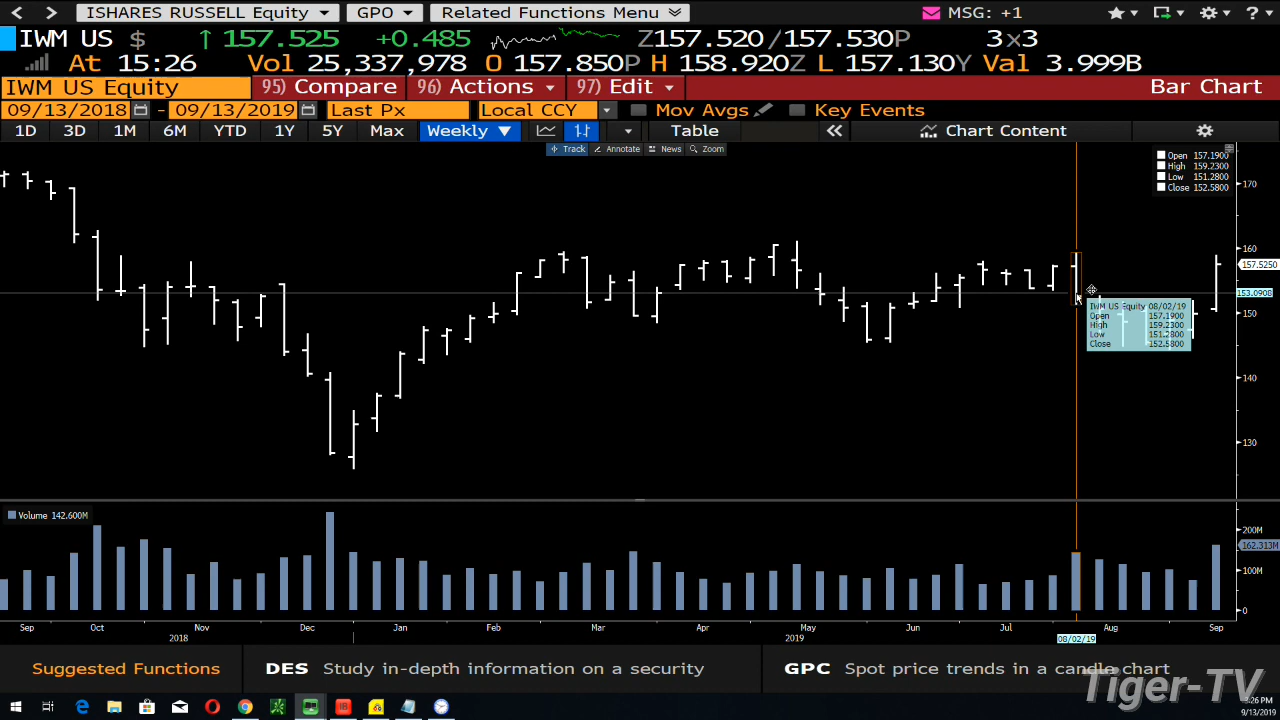 ISHARES RUSSELL Equity GPO Related Functions Menu MSG: +1
IWM US $ ↑ 157.525 +0.485 Z157.520/157.530P 3x3
At 15:26 Vol 25,337,978 O 157.850P H 158.920Z L 157.130Y Val 3.999B
IWM US Equity 95) Compare 96) Actions 97) Edit Bar Chart
09/13/2018 - 09/13/2019 Last Px Local CCY Mov Avgs Key Events
1D 3D 1M 6M YTD 1Y 5Y Max Weekly ▼ Table « Chart Content
Track Annotate News Zoom
Open 157.1900
High 159.2300
Low 151.2800
Close 152.5800
170
160
157.5250
153.0908
150
140
130
IWM US Equity 08/02/19
Open 157.1900
High 159.2300
Low 151.2800
Close 152.5800
Volume 142.600M
200M
162.313M
100M
0
Sep Oct Nov Dec Jan Feb Mar Apr May Jun Jul Aug Sep
2018 2019 08/02/19
Suggested Functions DES Study in-depth information on a security GPC Spot price trends in a candle chart
Tiger-TV
:26 PM
9/13/2019